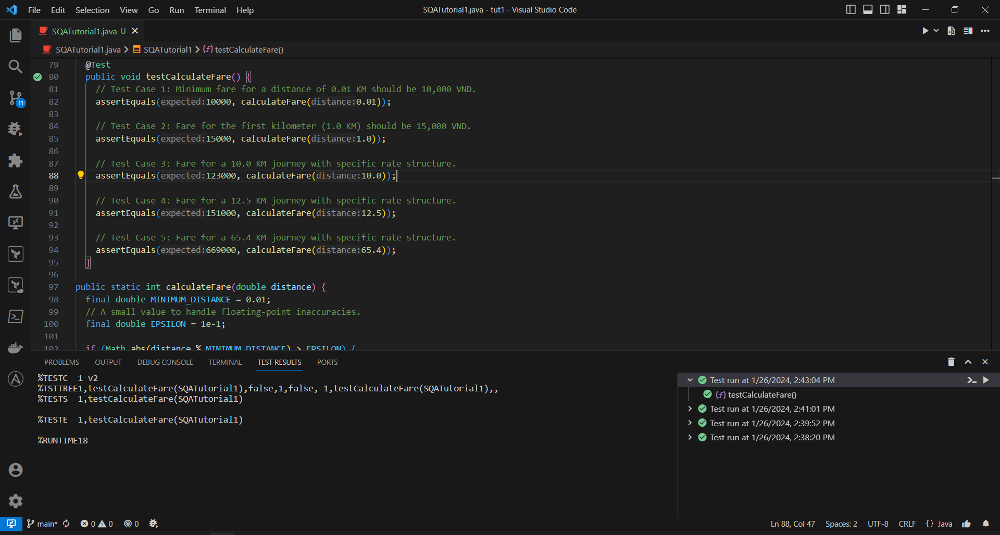 File Edit Selection View Go Run Terminal Help
SQATutorial1.java - tut1 - Visual Studio Code
SQATutorial1.java U
SQATutorial1.java > SQATutorial1 > testCalculateFare()
79 @Test
80 public void testCalculateFare() {
81 // Test Case 1: Minimum fare for a distance of 0.01 KM should be 10,000 VND.
82 assertEquals(expected:10000, calculateFare(distance:0.01));
83
84 // Test Case 2: Fare for the first kilometer (1.0 KM) should be 15,000 VND.
85 assertEquals(expected:15000, calculateFare(distance:1.0));
86
87 // Test Case 3: Fare for a 10.0 KM journey with specific rate structure.
88 assertEquals(expected:123000, calculateFare(distance:10.0));
89
90 // Test Case 4: Fare for a 12.5 KM journey with specific rate structure.
91 assertEquals(expected:151000, calculateFare(distance:12.5));
92
93 // Test Case 5: Fare for a 65.4 KM journey with specific rate structure.
94 assertEquals(expected:669000, calculateFare(distance:65.4));
95 }
96
97 public static int calculateFare(double distance) {
98 final double MINIMUM_DISTANCE = 0.01;
99 // A small value to handle floating-point inaccuracies.
100 final double EPSILON = 1e-1;
101
102 if (Math.abs(distance % MINIMUM_DISTANCE) > EPSILON) {
11
PROBLEMS OUTPUT DEBUG CONSOLE TERMINAL TEST RESULTS PORTS
%TESTC 1 v2
%TSTTREE1,testCalculateFare(SQATutorial1),false,1,false,-1,testCalculateFare(SQATutorial1),,
%TESTS 1,testCalculateFare(SQATutorial1)
%TESTE 1,testCalculateFare(SQATutorial1)
%RUNTIME18
Test run at 1/26/2024, 2:43:04 PM
testCalculateFare()
Test run at 1/26/2024, 2:41:01 PM
Test run at 1/26/2024, 2:39:52 PM
Test run at 1/26/2024, 2:38:20 PM
main* 0 0 0
Ln 88, Col 47 Spaces: 2 UTF-8 CRLF {} Java